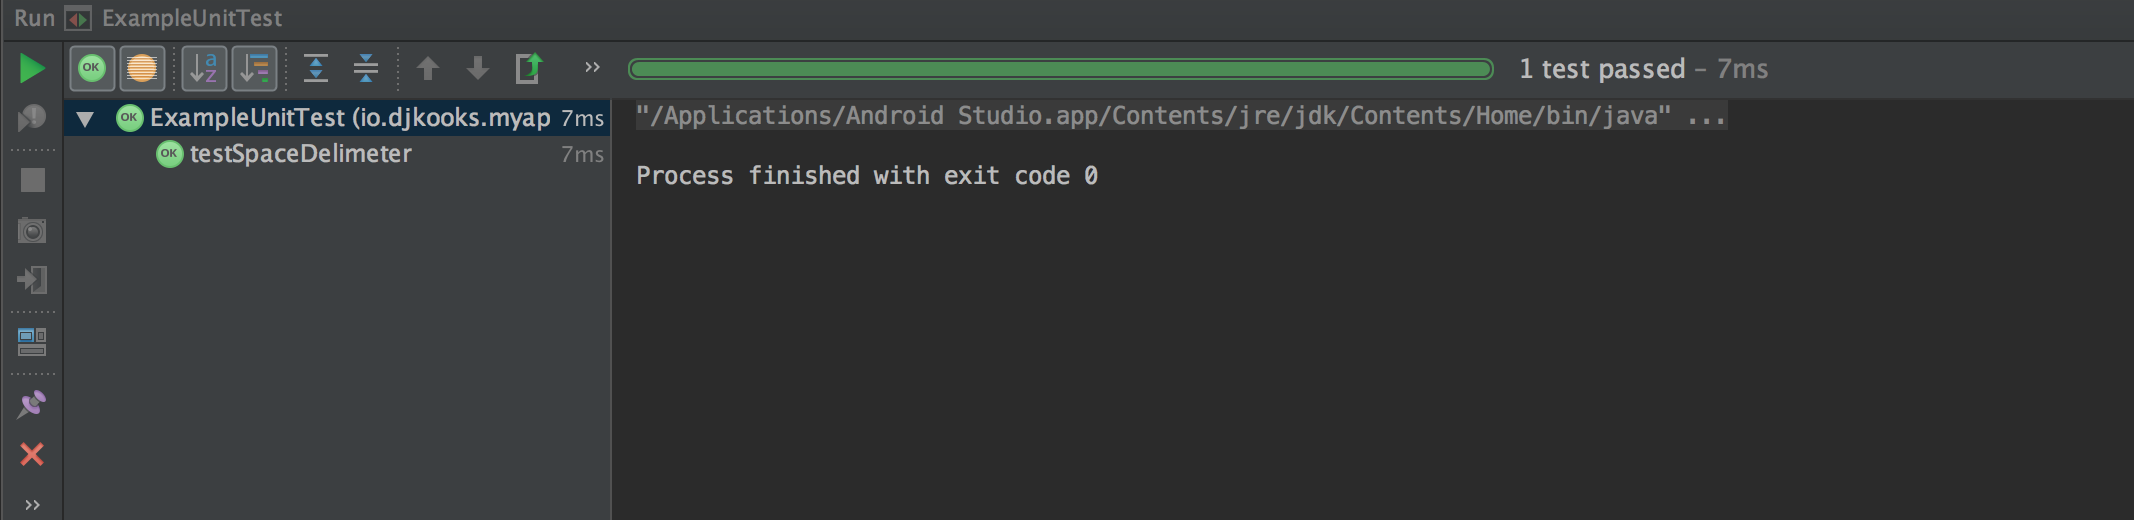 Run ExampleUnitTest
OK a z » 1 test passed – 7ms
OK ExampleUnitTest (io.djkooks.myap 7ms
OK testSpaceDelimeter 7ms
"/Applications/Android Studio.app/Contents/jre/jdk/Contents/Home/bin/java" ...
Process finished with exit code 0
»